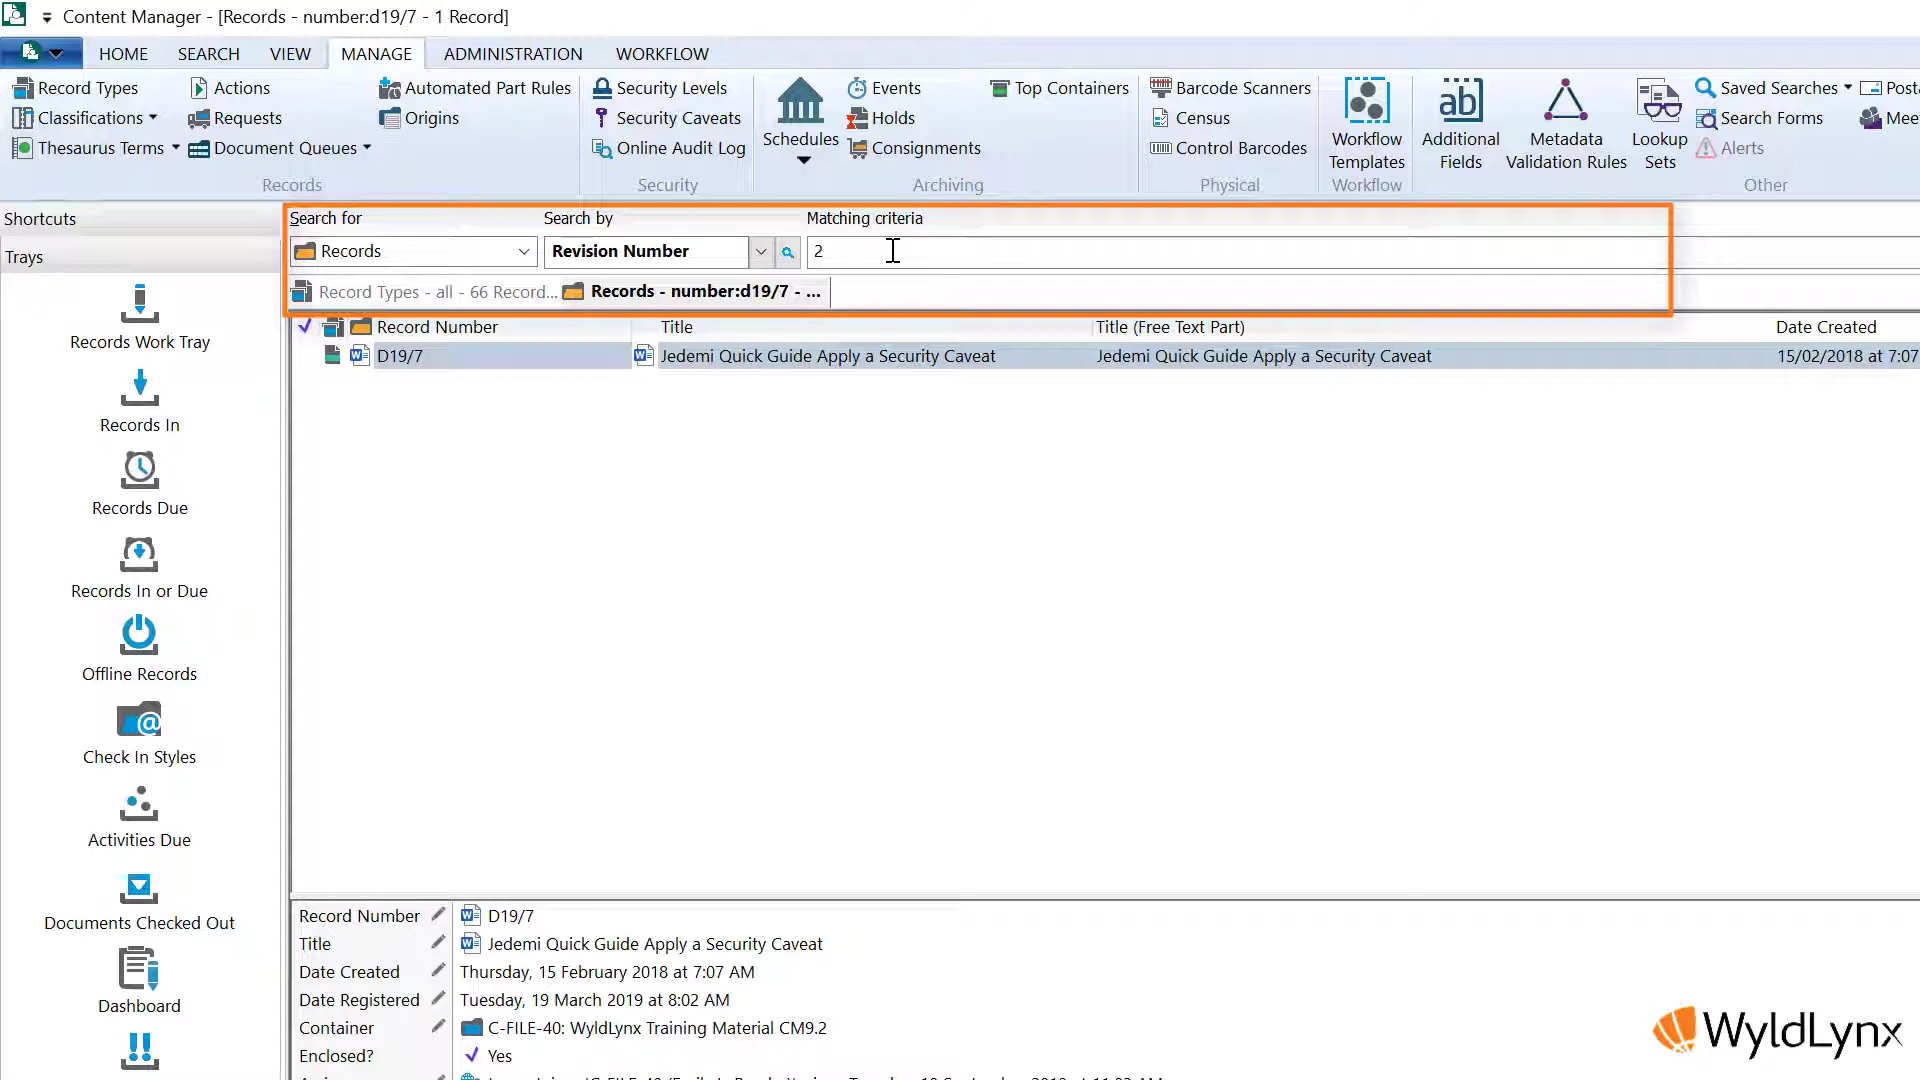 Content Manager - [Records - number:d19/7 - 1 Record]
HOME SEARCH VIEW MANAGE ADMINISTRATION WORKFLOW
Record Types Actions Automated Part Rules Security Levels Events Top Containers Barcode Scanners Saved Searches
Classifications Requests Origins Security Caveats Holds Census Search Forms
Thesaurus Terms Document Queues Online Audit Log Schedules Consignments Control Barcodes Workflow Templates Additional Fields Metadata Validation Rules Lookup Sets Alerts
Records Security Archiving Physical Workflow Other
Shortcuts
Trays
Records Work Tray
Records In
Records Due
Records In or Due
Offline Records
Check In Styles
Activities Due
Documents Checked Out
Dashboard
Search for Search by Matching criteria
Records Revision Number 2
Record Types - all - 66 Record... Records - number:d19/7 - ...
Record Number Title Title (Free Text Part) Date Created
D19/7 Jedemi Quick Guide Apply a Security Caveat Jedemi Quick Guide Apply a Security Caveat 15/02/2018 at 7:07
Record Number D19/7
Title Jedemi Quick Guide Apply a Security Caveat
Date Created Thursday, 15 February 2018 at 7:07 AM
Date Registered Tuesday, 19 March 2019 at 8:02 AM
Container C-FILE-40: WyldLynx Training Material CM9.2
Enclosed? Yes
WyldLynx